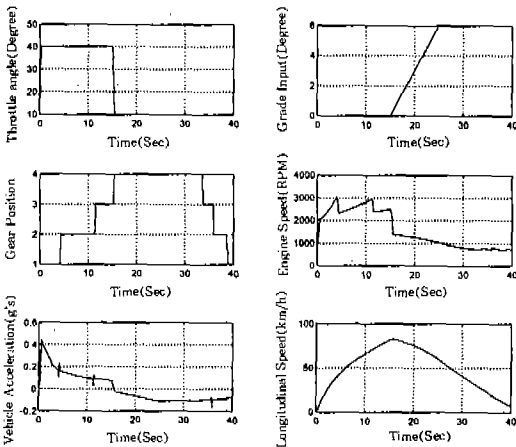 Throttle angle(Degree)
50
40
30
20
10
0 10 20 30 40
Time(Sec)
Grade Input(Degree)
6
4
2
0
0 10 20 30 40
Time(Sec)
Gear Position
4
3
2
1
0 10 20 30 40
Time(Sec)
Engine Speed(RPM)
4000
3000
2000
1000
0
0 10 20 30 40
Time(Sec)
Vehicle Acceleration(g's)
0.6
0.4
0.2
0
-0.2
0 10 20 30 40
Time(Sec)
Longitudinal Speed(km/h)
100
50
0
0 10 20 30 40
Time(Sec)